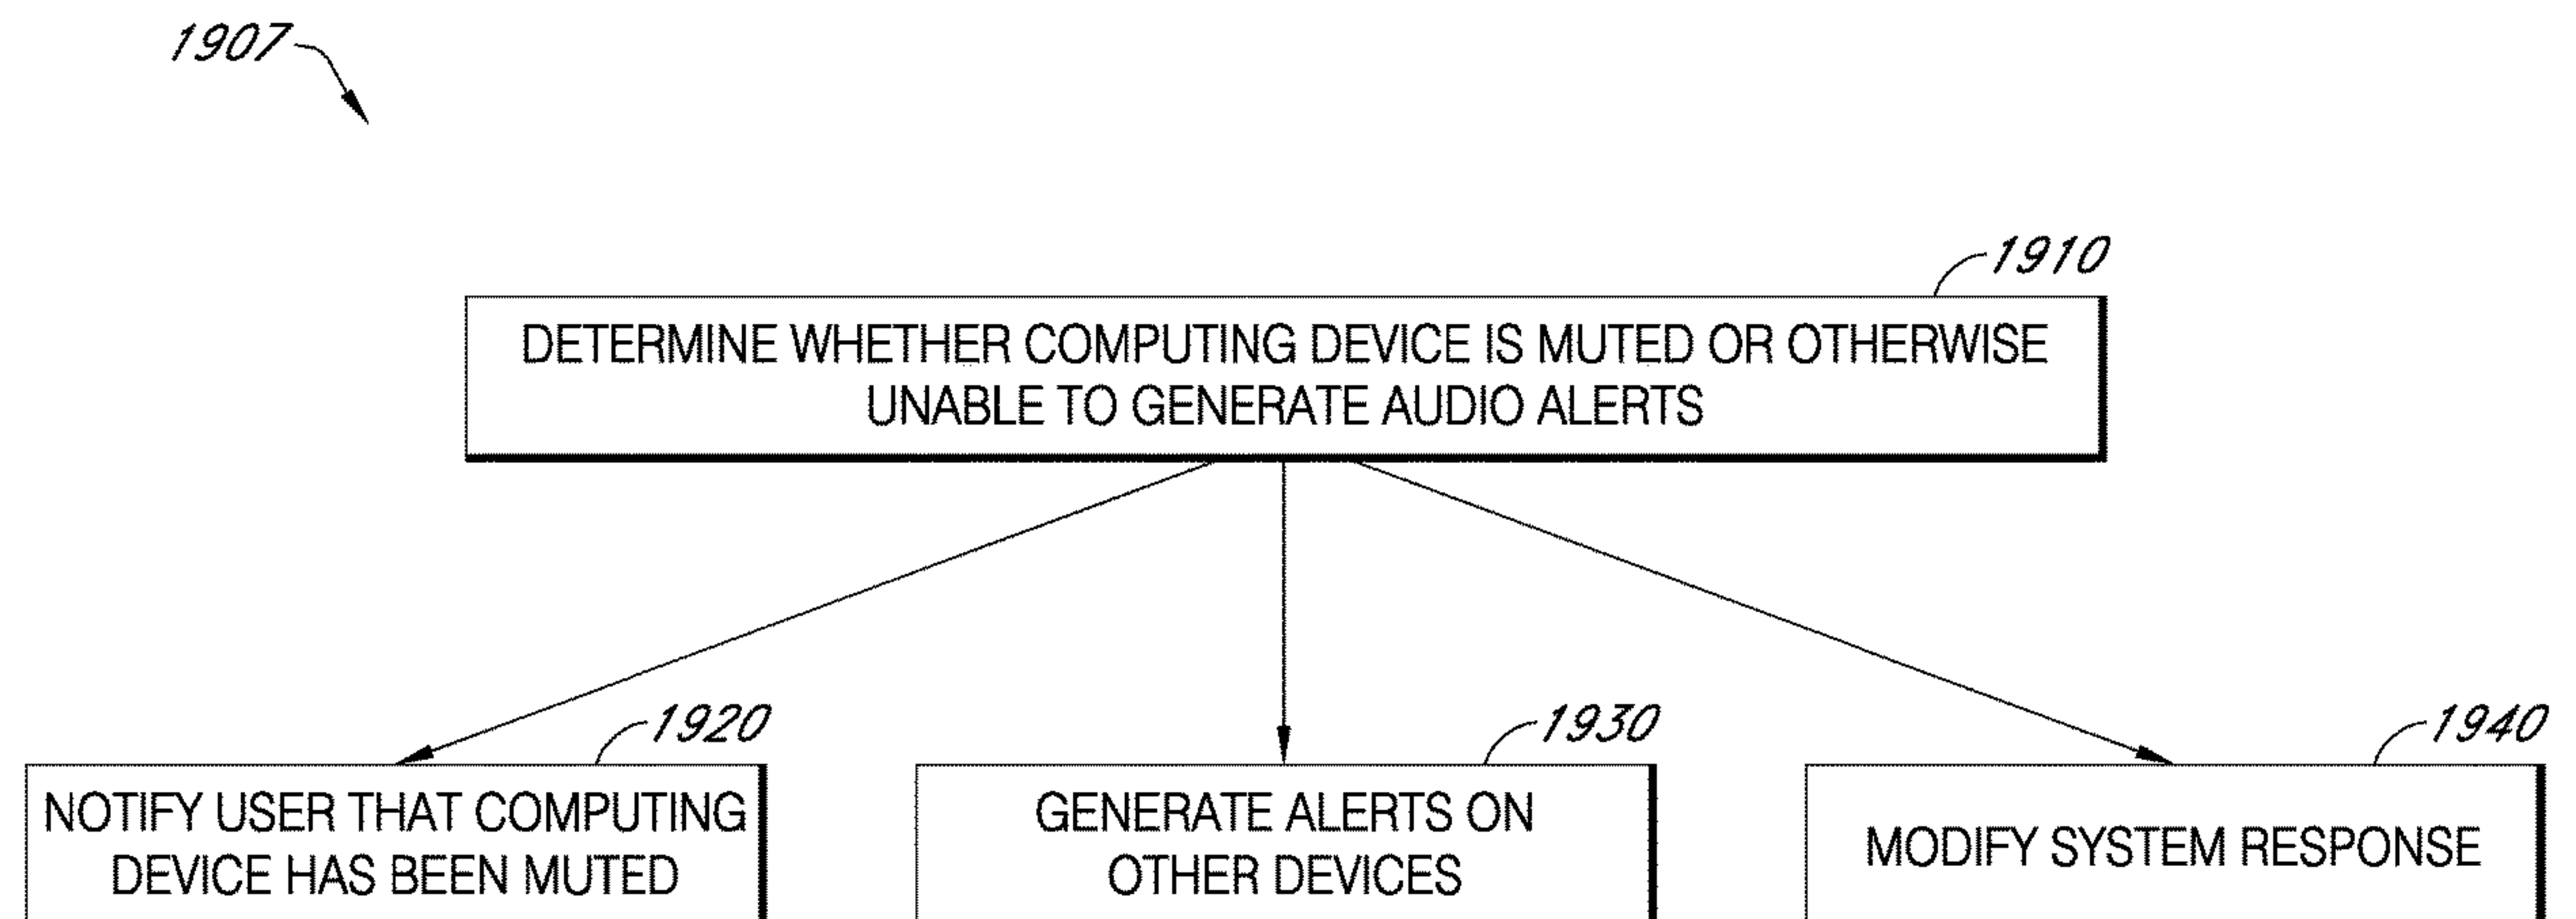 1907
1910
DETERMINE WHETHER COMPUTING DEVICE IS MUTED OR OTHERWISE
UNABLE TO GENERATE AUDIO ALERTS
1920
1930
1940
NOTIFY USER THAT COMPUTING
DEVICE HAS BEEN MUTED
GENERATE ALERTS ON
OTHER DEVICES
MODIFY SYSTEM RESPONSE